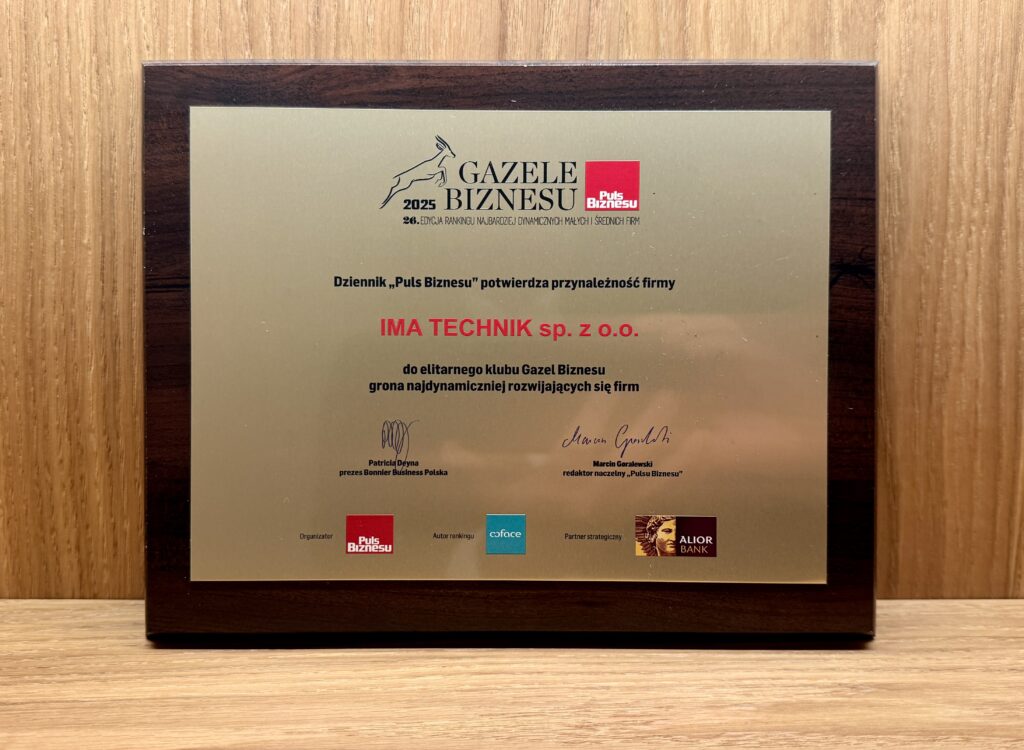 GAZELE
2025 BIZNESU
Puls
Biznesu
26. EDYCJA RANKINGU NAJBARDZIEJ DYNAMICZNYCH MAŁYCH I ŚREDNICH FIRM
Dziennik „Puls Biznesu” potwierdza przynależność firmy
IMA TECHNIK sp. z o.o.
do elitarnego klubu Gazel Biznesu
grona najdynamiczniej rozwijających się firm
Patricia Deyna
prezes Bonnier Business Polska
Marcin Goralewski
redaktor naczelny „Pulsu Biznesu”
Organizator
Puls
Biznesu
Autor rankingu
coface
Partner strategiczny
ALIOR
BANK